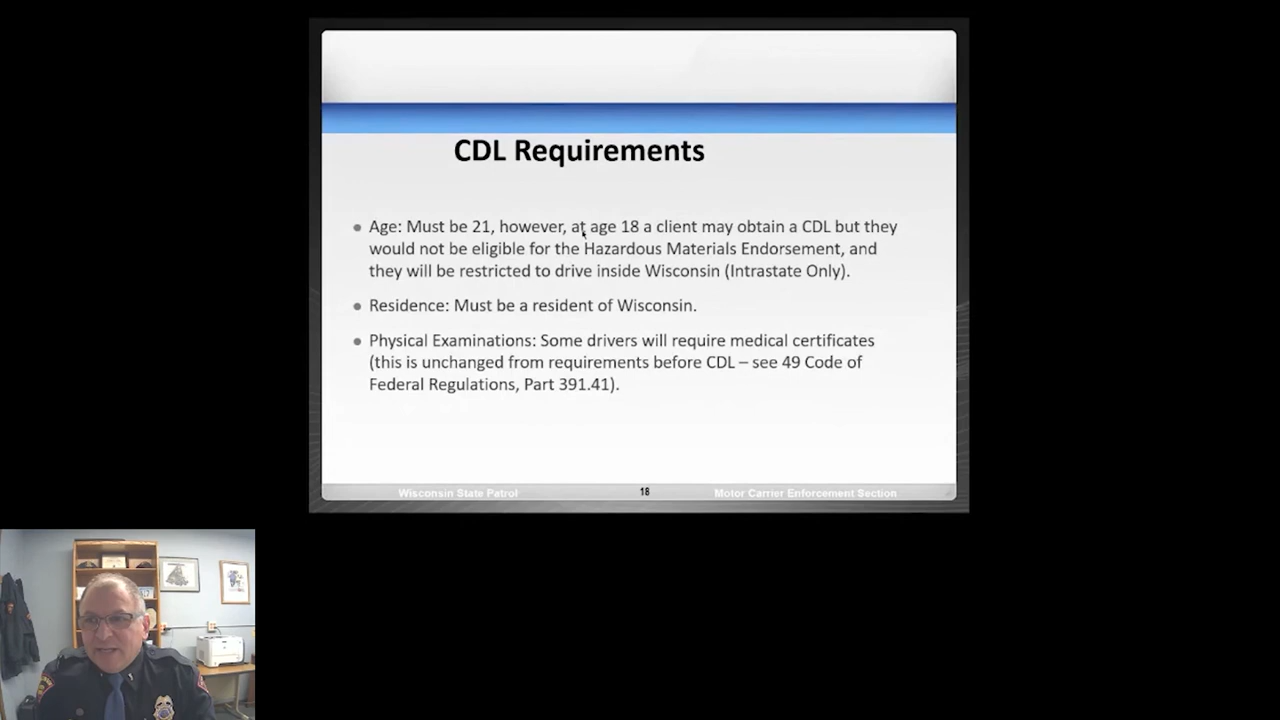 CDL Requirements
Age: Must be 21, however, at age 18 a client may obtain a CDL but they
would not be eligible for the Hazardous Materials Endorsement, and
they will be restricted to drive inside Wisconsin (Intrastate Only).
Residence: Must be a resident of Wisconsin.
Physical Examinations: Some drivers will require medical certificates
(this is unchanged from requirements before CDL – see 49 Code of
Federal Regulations, Part 391.41).
Wisconsin State Patrol 18 Motor Carrier Enforcement Section